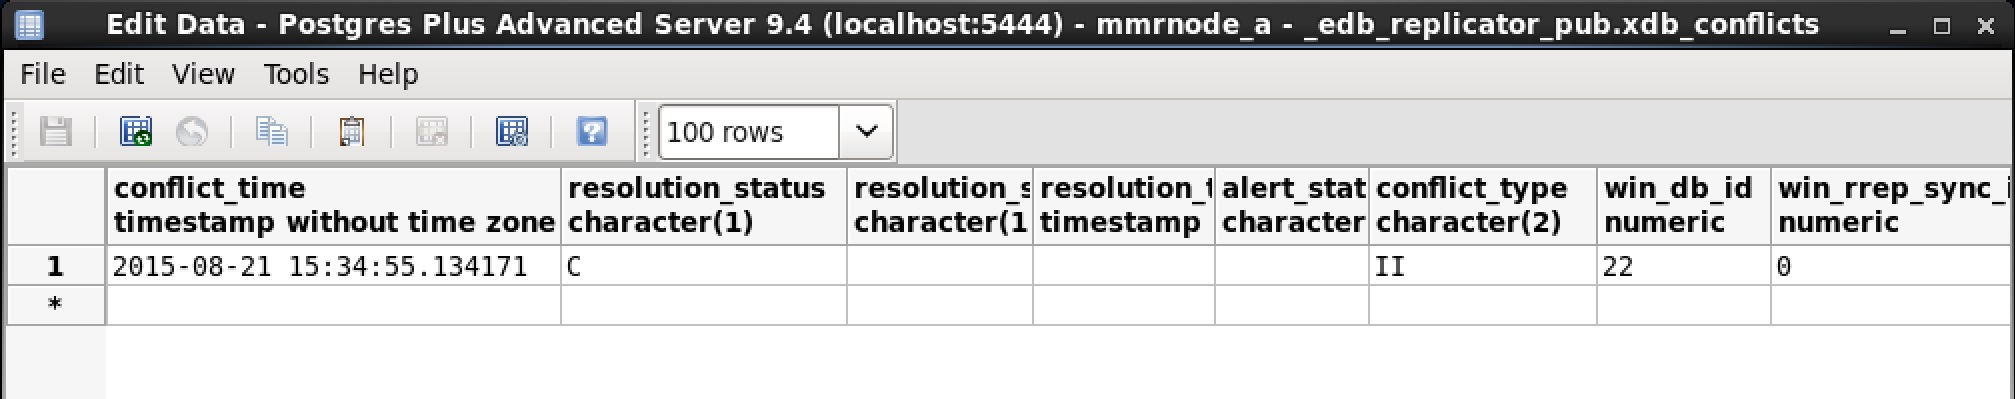 Edit Data - Postgres Plus Advanced Server 9.4 (localhost:5444) - mmrnode_a - _edb_replicator_pub.xdb_conflicts
File Edit View Tools Help
100 rows
conflict_time resolution_status resolution_s resolution_t alert_stat conflict_type win_db_id win_rrep_sync_i
timestamp without time zone character(1) character(1 timestamp character character(2) numeric numeric
1 2015-08-21 15:34:55.134171 C II 22 0
*